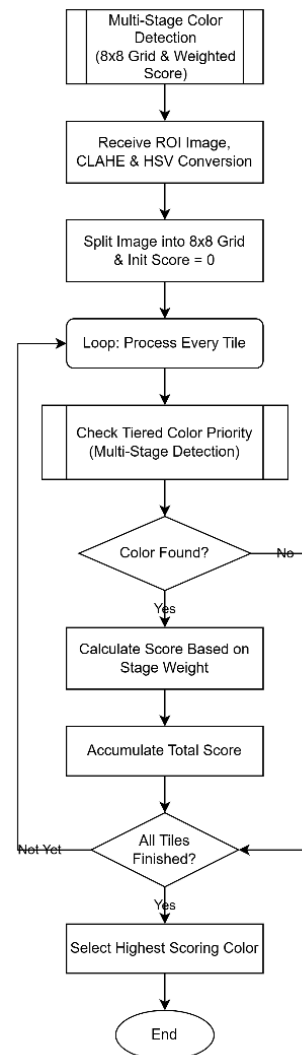 Multi-Stage Color
Detection
(8x8 Grid & Weighted
Score)
Receive ROI Image,
CLAHE & HSV Conversion
Split Image into 8x8 Grid
& Init Score = 0
Loop: Process Every Tile
Check Tiered Color Priority
(Multi-Stage Detection)
Color Found?
No
Yes
Calculate Score Based on
Stage Weight
Accumulate Total Score
All Tiles
Finished?
Not Yet
Yes
Select Highest Scoring Color
End